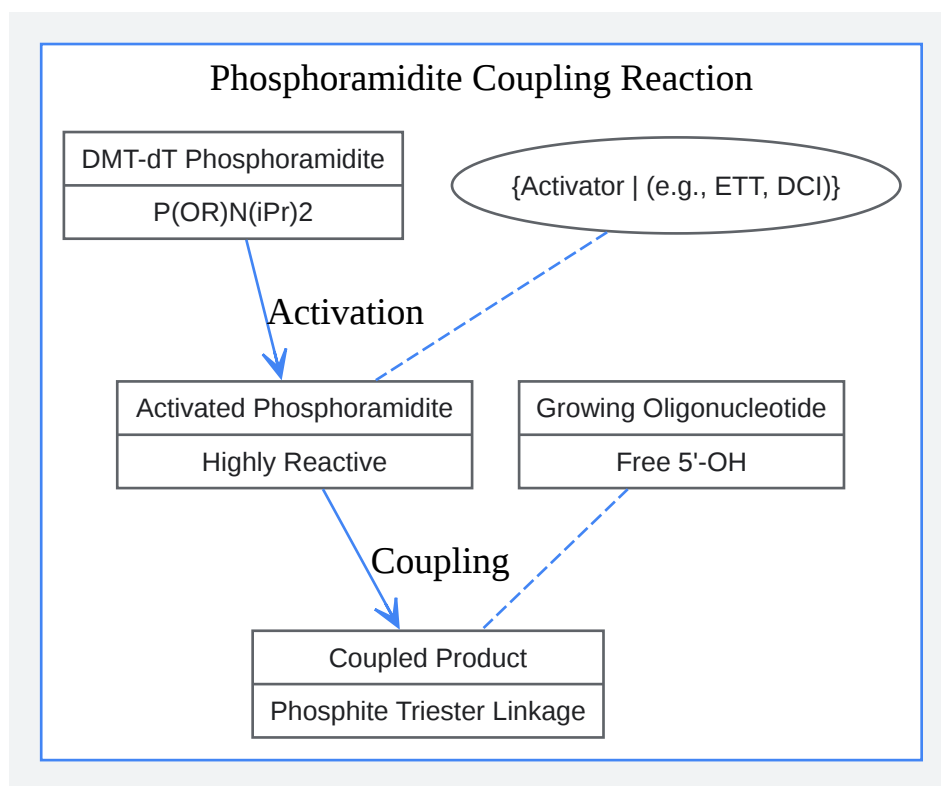 Phosphoramidite Coupling Reaction
DMT-dT Phosphoramidite
P(OR)N(iPr)2
{Activator | (e.g., ETT, DCI)}
Activation
Activated Phosphoramidite
Highly Reactive
Growing Oligonucleotide
Free 5'-OH
Coupling
Coupled Product
Phosphite Triester Linkage